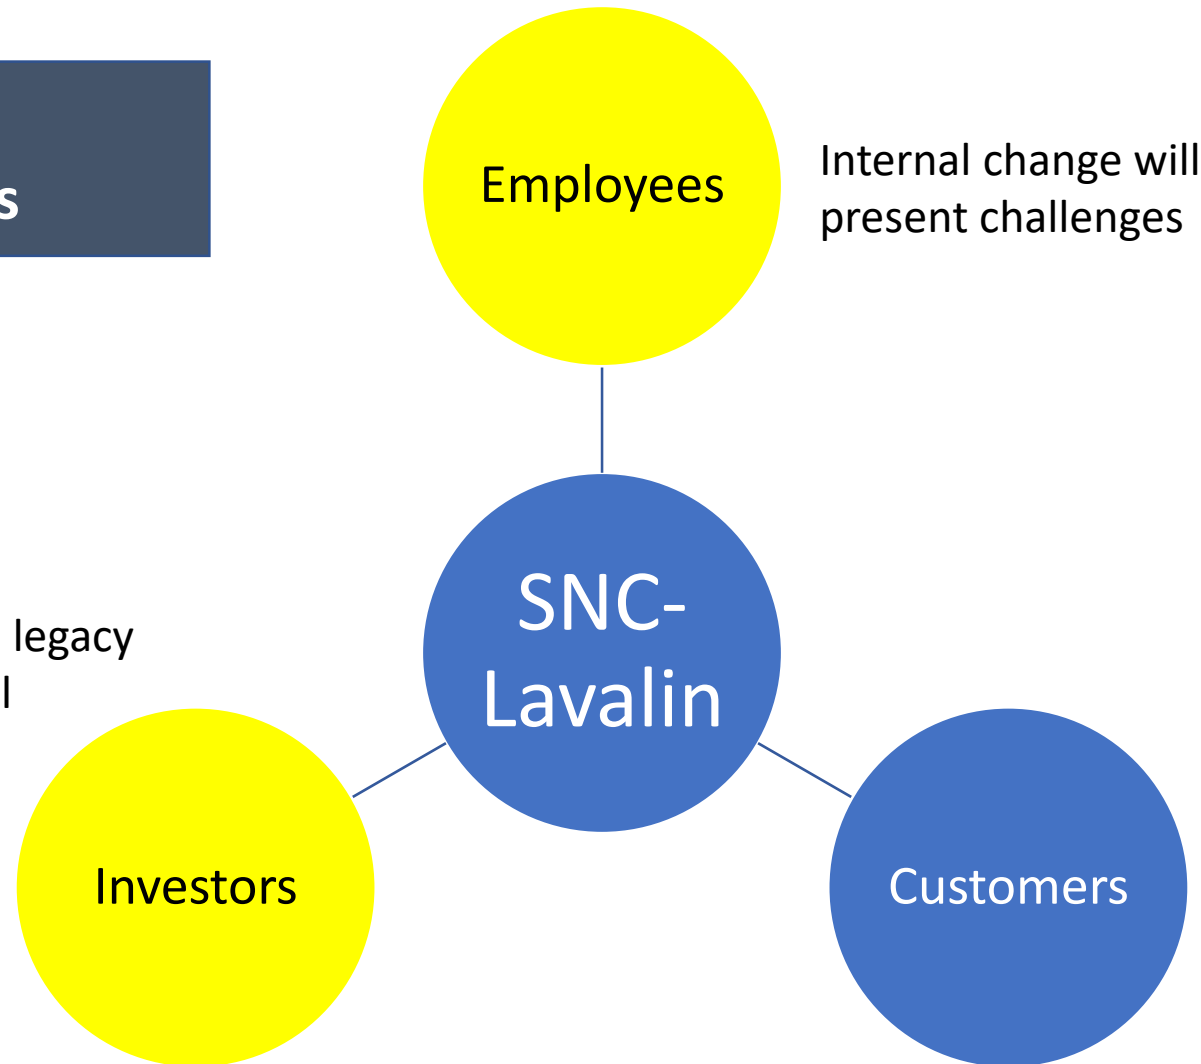 s
Employees
Internal change will
present challenges
SNC-
Lavalin
legacy
l
Investors
Customers